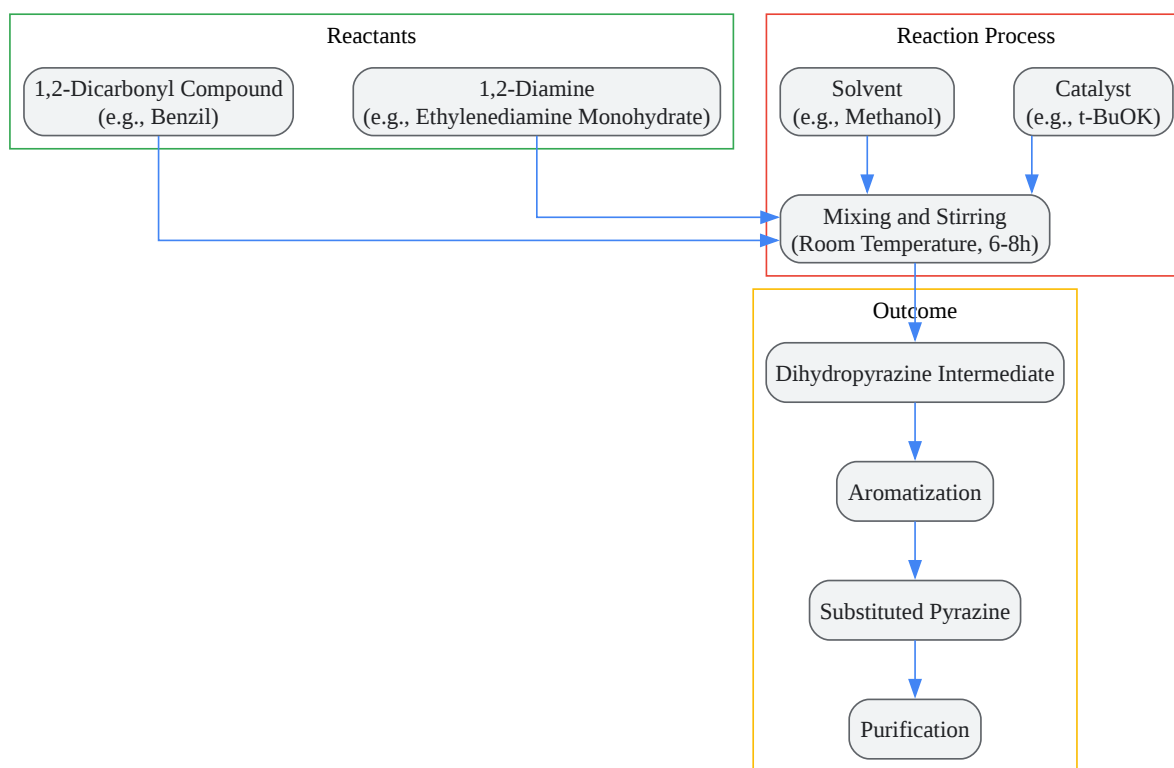 Reactants
1,2-Dicarbonyl Compound
(e.g., Benzil)
1,2-Diamine
(e.g., Ethylenediamine Monohydrate)
Reaction Process
Solvent
(e.g., Methanol)
Catalyst
(e.g., t-BuOK)
Mixing and Stirring
(Room Temperature, 6-8h)
Outcome
Dihydropyrazine Intermediate
Aromatization
Substituted Pyrazine
Purification